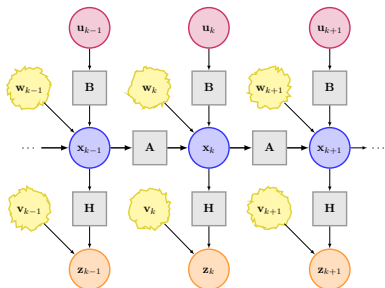 u_{k−1} u_k u_{k+1}
w_{k−1} B w_k B w_{k+1} B
... x_{k−1} A x_k A x_{k+1} ...
v_{k−1} H v_k H v_{k+1} H
z_{k−1} z_k z_{k+1}